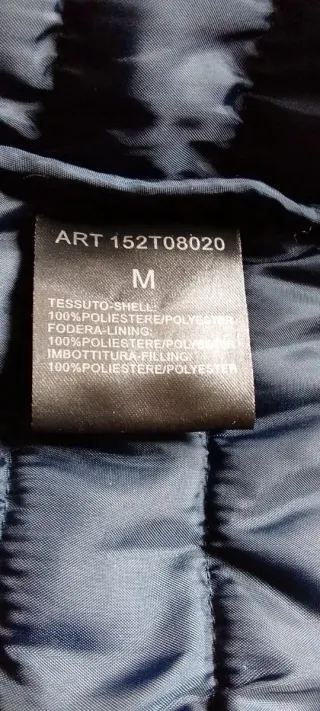 ART 152T08020
M
TESSUTO-SHELL:
100%POLIESTERE/POLYESTER
FODERA-LINING:
100%POLIESTERE/POLYESTER
IMBOTTITURA-FILLING:
100%POLIESTERE/POLYESTER